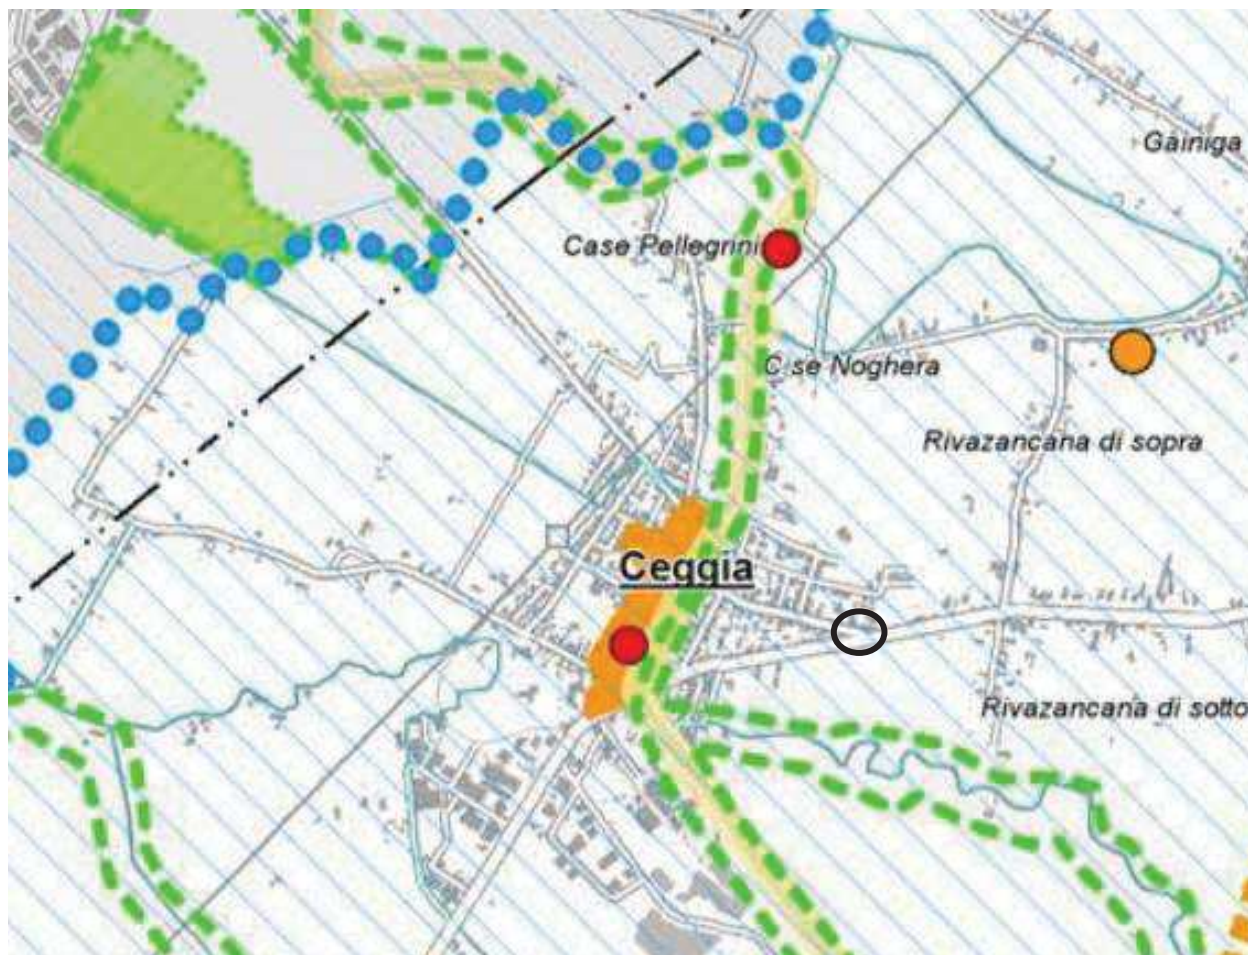 Gainiga
Case Pellegrini
C se Noghera
Rivazancana di sopra
Ceggia
Rivazancana di sotto